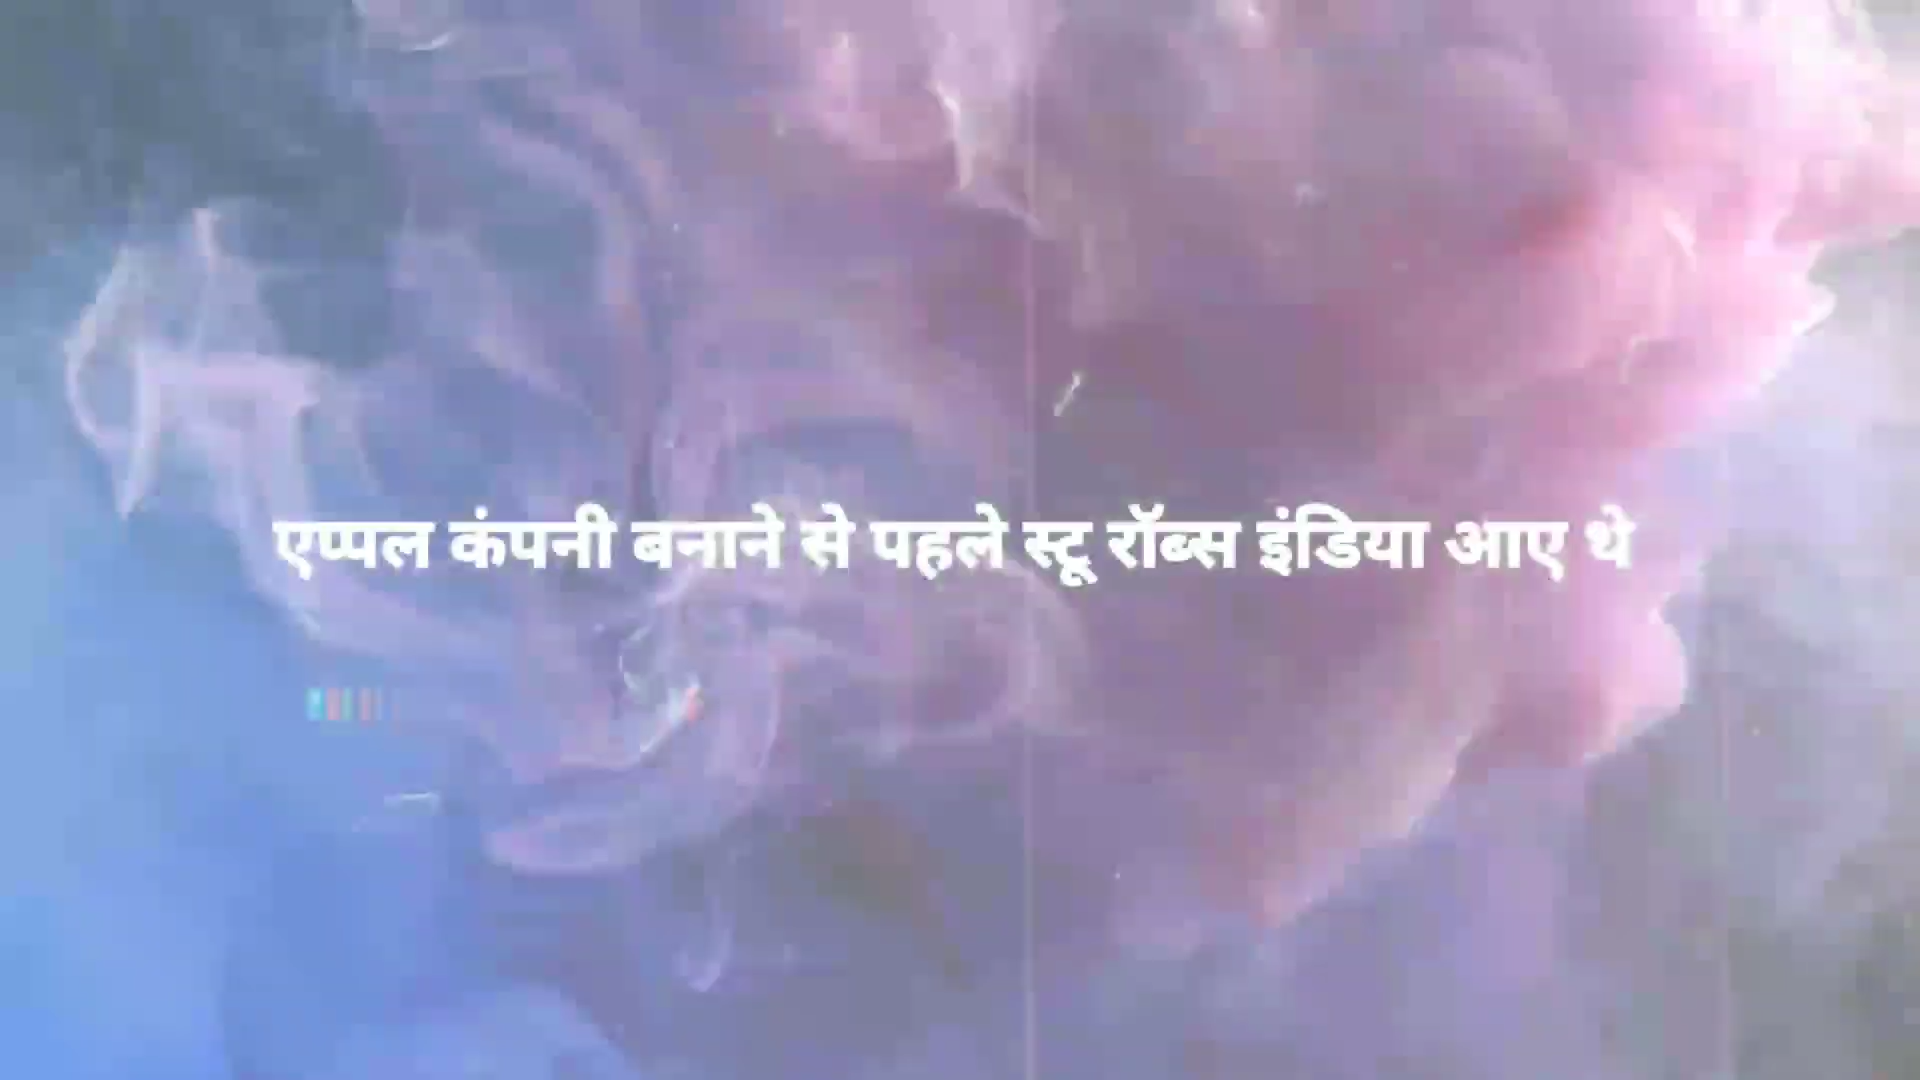 एप्पल कंपनी बनाने से पहले स्टू रॉब्स इंडिया आए थे